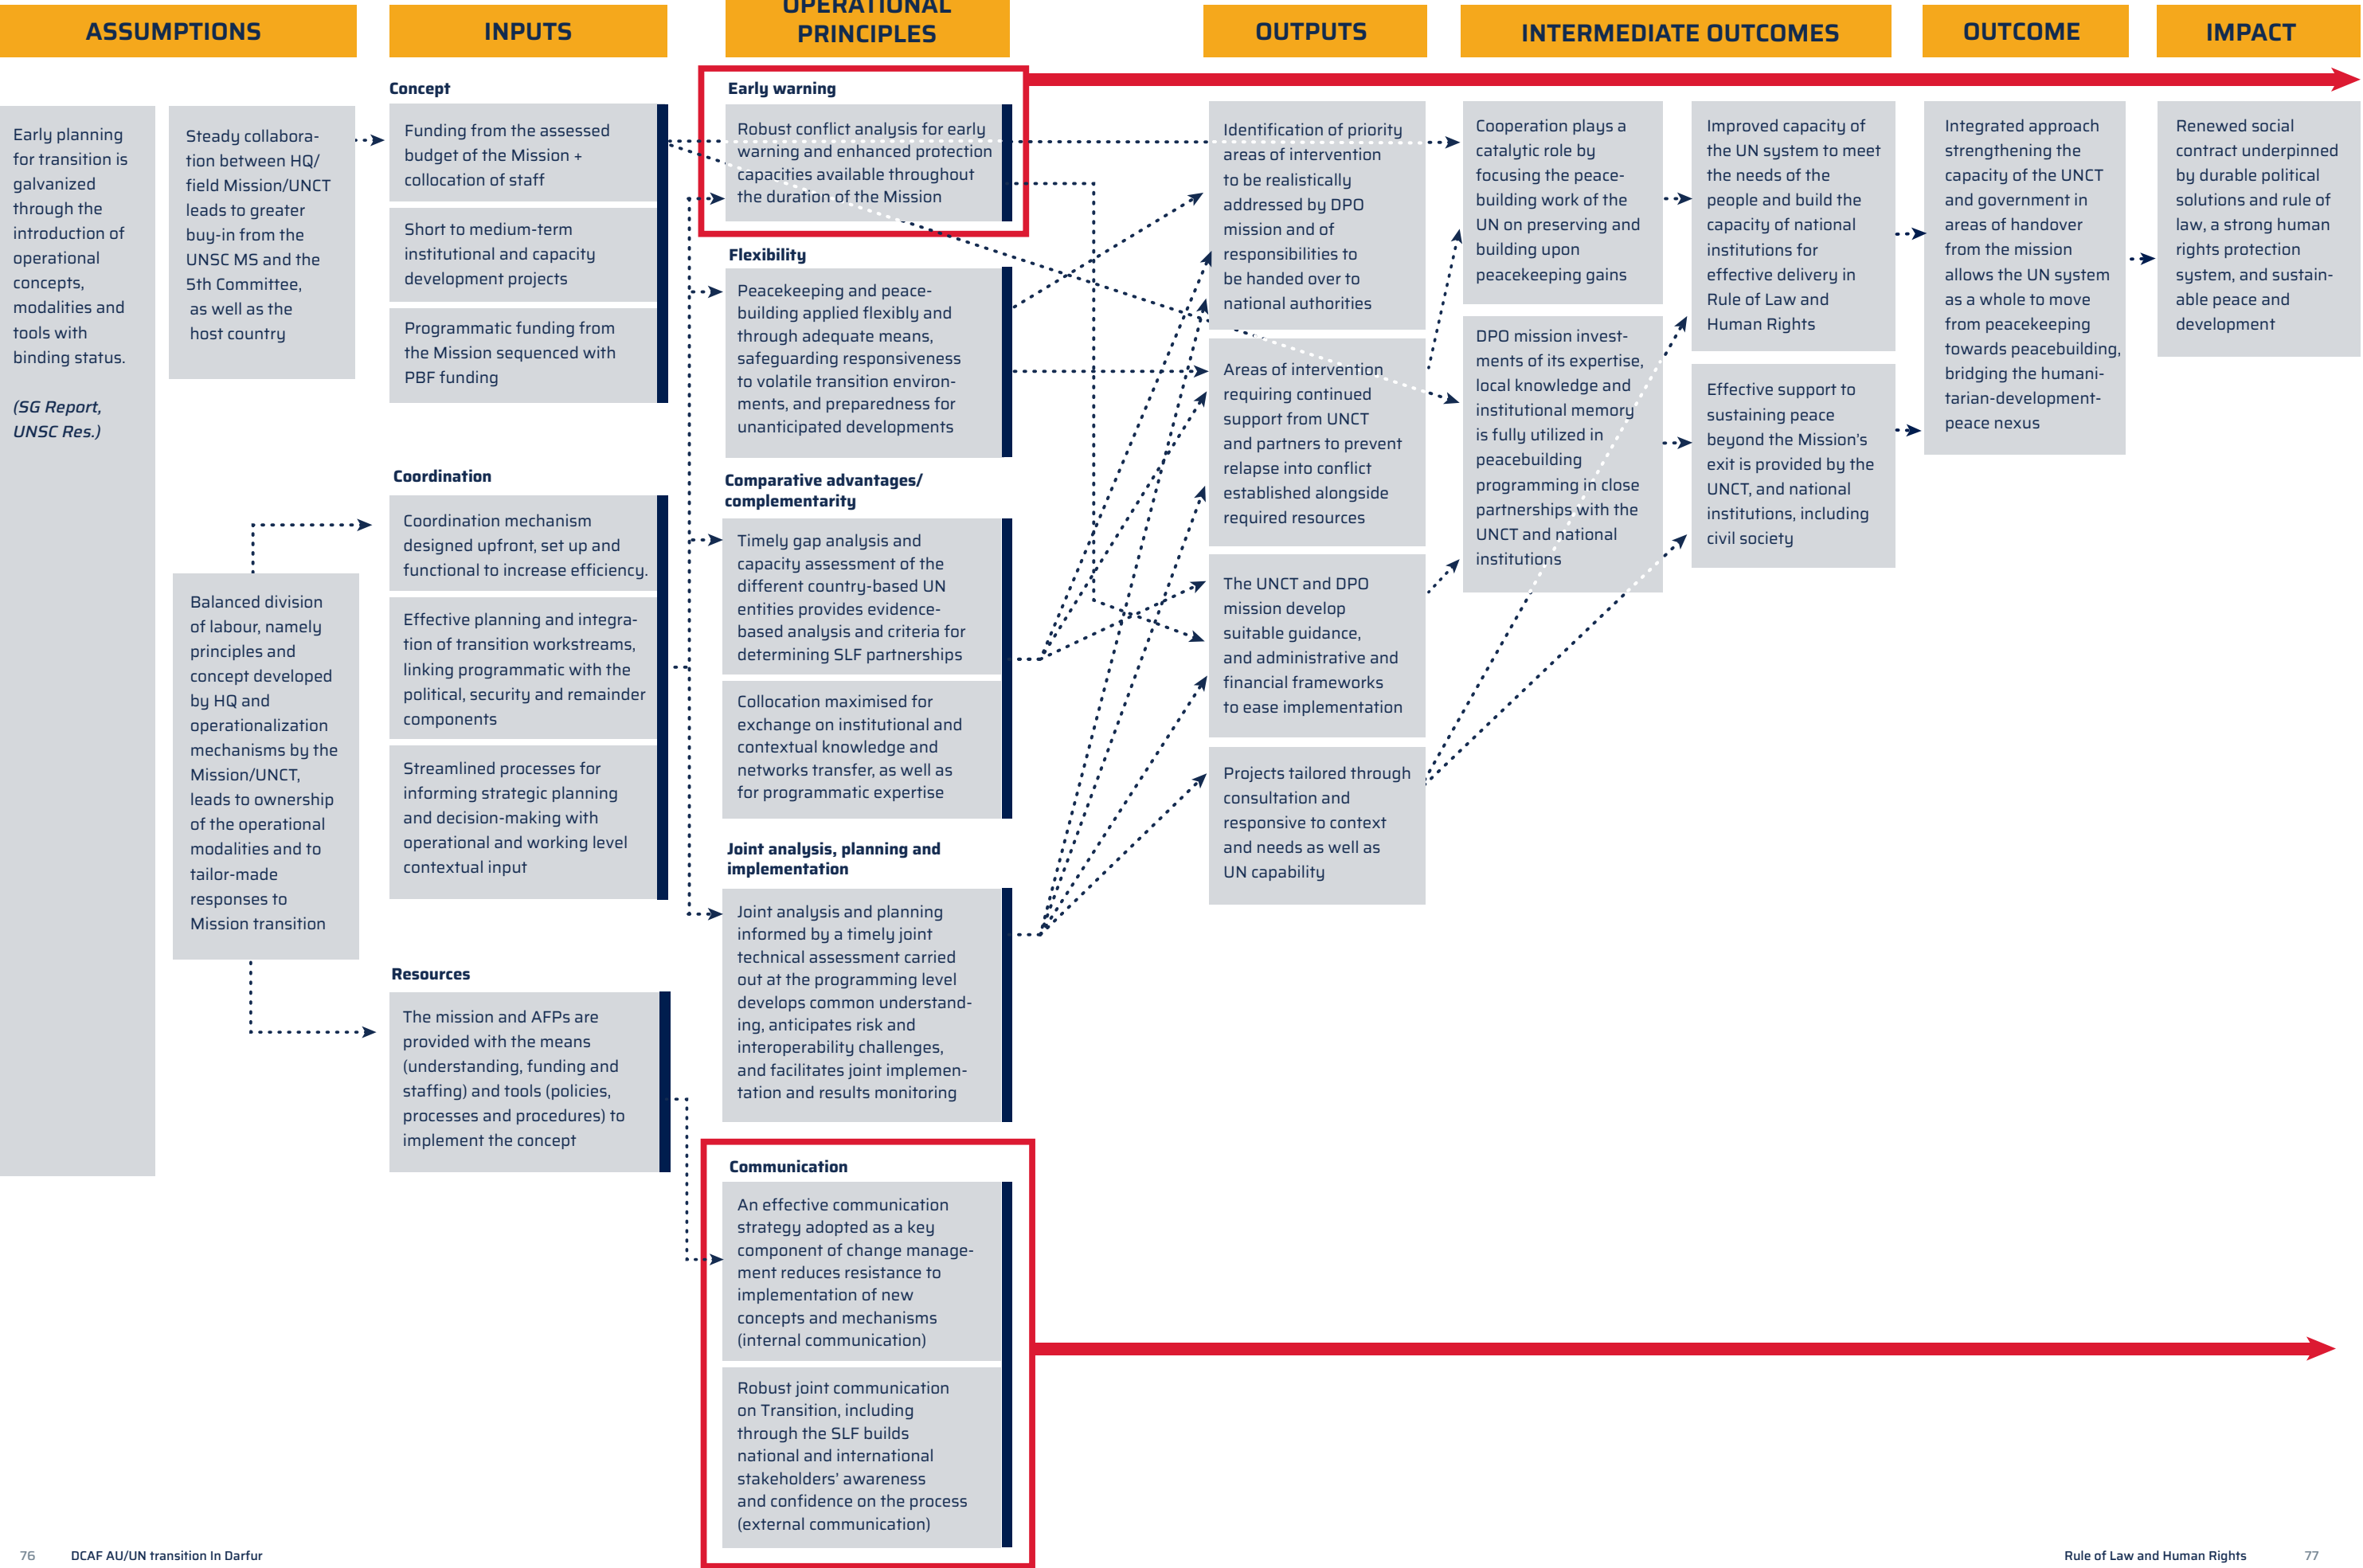 ASSUMPTIONS
INPUTS
OPERATIONAL
PRINCIPLES
OUTPUTS
INTERMEDIATE OUTCOMES
OUTCOME
IMPACT
Early planning
for transition is
galvanized
through the
introduction of
operational
concepts,
modalities and
tools with
binding status.
(SG Report,
UNSC Res.)
Steady collabora-
tion between HQ/
field Mission/UNCT
leads to greater
buy-in from the
UNSC MS and the
5th Committee,
as well as the
host country
Balanced division
of labour, namely
principles and
concept developed
by HQ and
operationalization
mechanisms by the
Mission/UNCT,
leads to ownership
of the operational
modalities and to
tailor-made
responses to
Mission transition
Concept
Funding from the assessed
budget of the Mission +
collocation of staff
Short to medium-term
institutional and capacity
development projects
Programmatic funding from
the Mission sequenced with
PBF funding
Coordination
Coordination mechanism
designed upfront, set up and
functional to increase efficiency.
Effective planning and integra-
tion of transition workstreams,
linking programmatic with the
political, security and remainder
components
Streamlined processes for
informing strategic planning
and decision-making with
operational and working level
contextual input
Resources
The mission and AFPs are
provided with the means
(understanding, funding and
staffing) and tools (policies,
processes and procedures) to
implement the concept
Early warning
Robust conflict analysis for early
warning and enhanced protection
capacities available throughout
the duration of the Mission
Flexibility
Peacekeeping and peace-
building applied flexibly and
through adequate means,
safeguarding responsiveness
to volatile transition environ-
ments, and preparedness for
unanticipated developments
Comparative advantages/
complementarity
Timely gap analysis and
capacity assessment of the
different country-based UN
entities provides evidence-
based analysis and criteria for
determining SLF partnerships
Collocation maximised for
exchange on institutional and
contextual knowledge and
networks transfer, as well as
for programmatic expertise
Joint analysis, planning and
implementation
Joint analysis and planning
informed by a timely joint
technical assessment carried
out at the programming level
develops common understand-
ing, anticipates risk and
interoperability challenges,
and facilitates joint implemen-
tation and results monitoring
Communication
An effective communication
strategy adopted as a key
component of change manage-
ment reduces resistance to
implementation of new
concepts and mechanisms
(internal communication)
Robust joint communication
on Transition, including
through the SLF builds
national and international
stakeholders’ awareness
and confidence on the process
(external communication)
Identification of priority
areas of intervention
to be realistically
addressed by DPO
mission and of
responsibilities to
be handed over to
national authorities
Areas of intervention
requiring continued
support from UNCT
and partners to prevent
relapse into conflict
established alongside
required resources
The UNCT and DPO
mission develop
suitable guidance,
and administrative and
financial frameworks
to ease implementation
Projects tailored through
consultation and
responsive to context
and needs as well as
UN capability
Cooperation plays a
catalytic role by
focusing the peace-
building work of the
UN on preserving and
building upon
peacekeeping gains
DPO mission invest-
ments of its expertise,
local knowledge and
institutional memory
is fully utilized in
peacebuilding
programming in close
partnerships with the
UNCT and national
institutions
Improved capacity of
the UN system to meet
the needs of the
people and build the
capacity of national
institutions for
effective delivery in
Rule of Law and
Human Rights
Effective support to
sustaining peace
beyond the Mission’s
exit is provided by the
UNCT, and national
institutions, including
civil society
Integrated approach
strengthening the
capacity of the UNCT
and government in
areas of handover
from the mission
allows the UN system
as a whole to move
from peacekeeping
towards peacebuilding,
bridging the humani-
tarian-development-
peace nexus
Renewed social
contract underpinned
by durable political
solutions and rule of
law, a strong human
rights protection
system, and sustain-
able peace and
development
76 DCAF AU/UN transition In Darfur
Rule of Law and Human Rights 77